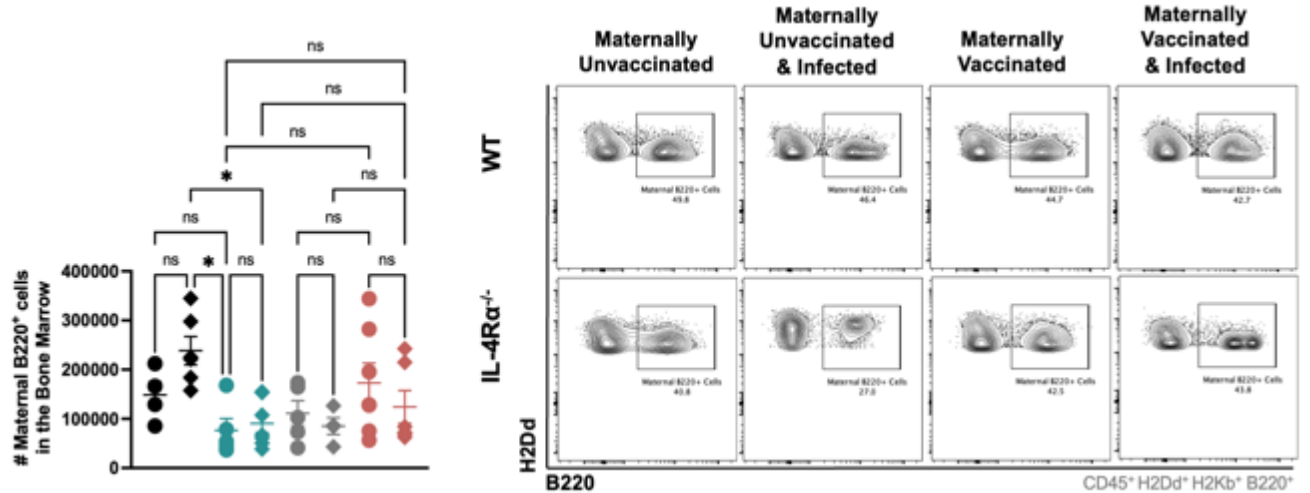 ns
ns
ns
ns
*
ns
ns
ns
*
ns
ns
ns
400000
300000
200000
100000
0
# Maternal B220⁺ cells
in the Bone Marrow
Maternally
Unvaccinated
Maternally
Unvaccinated
& Infected
Maternally
Vaccinated
Maternally
Vaccinated
& Infected
WT
Maternal B220+ Cells
49.8
Maternal B220+ Cells
46.4
Maternal B220+ Cells
44.7
Maternal B220+ Cells
42.7
IL-4Rα⁻/⁻
Maternal B220+ Cells
40.8
Maternal B220+ Cells
27.0
Maternal B220+ Cells
42.5
Maternal B220+ Cells
43.8
H2Dd
B220
CD45⁺ H2Dd⁺ H2Kb⁺ B220⁺